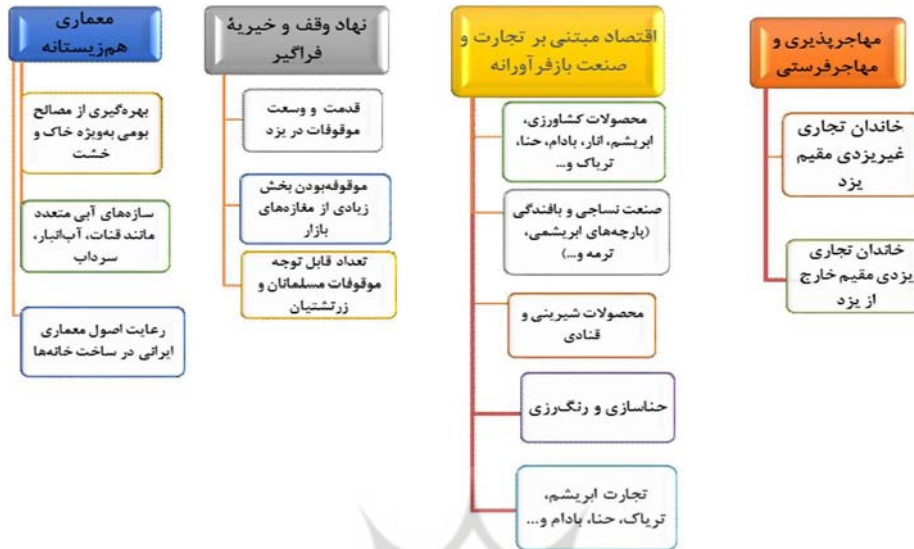 مهاجرپذیری و
مهاجرفرستی
خاندان تجاری
غیریزدی مقیم
یزد
خاندان تجاری
یزدی مقیم خارج
از یزد
اقتصاد مبتنی بر تجارت و
صنعت بازفرآورانه
محصولات کشاورزی،
ابریشم، انار، بادام، حنا،
تریاک و...
صنعت نساجی و بافندگی
(پارچه‌های ابریشمی،
ترمه و...)
محصولات شیرینی و
قنادی
حناسازی و رنگ‌رزی
تجارت ابریشم،
تریاک، حنا، بادام و...
نهاد وقف و خیریهٔ
فراگیر
قدمت و وسعت
موقوفات در یزد
موقوفه‌بودن بخش
زیادی از مغازه‌های
بازار
تعداد قابل توجه
موقوفات مسلمانان و
زرتشتیان
معماری
هم‌زیستانه
بهره‌گیری از مصالح
بومی به‌ویژه خاک و
خشت
سازه‌های آبی متعدد
مانند قنات، آب‌انبار،
سرداب
رعایت اصول معماری
ایرانی در ساخت خانه‌ها